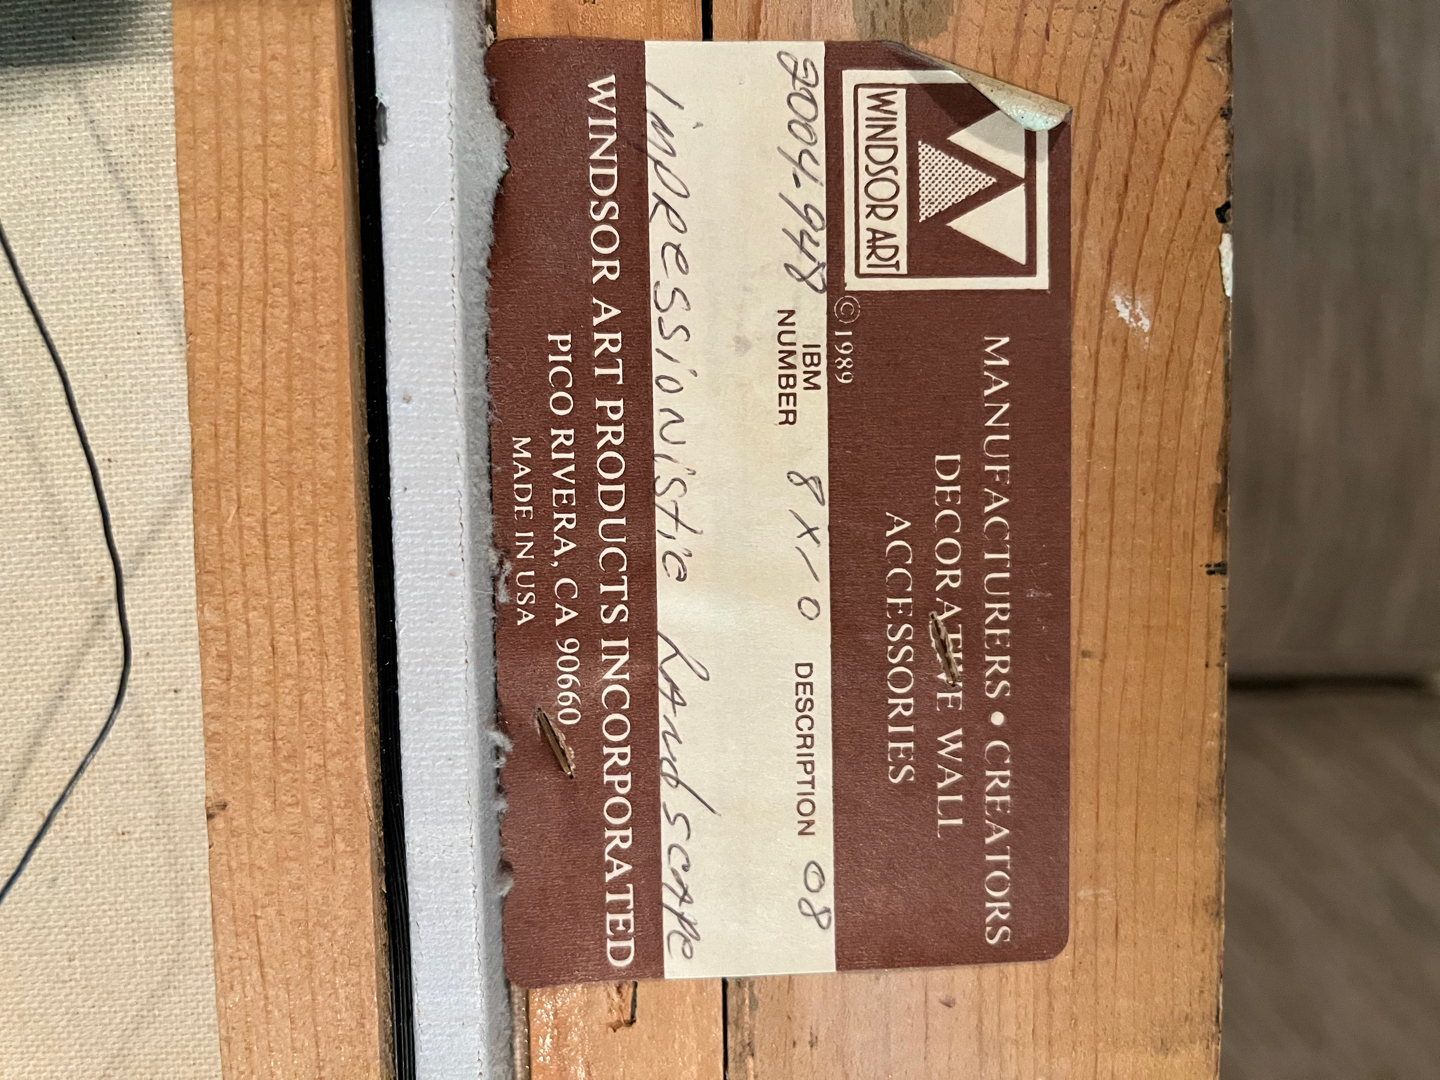 WINDSOR ART
©1989
MANUFACTURERS • CREATORS
DECORATIVE WALL
ACCESSORIES
2004-948 IBM NUMBER 8X10 DESCRIPTION 08
impressionistic Landscape
WINDSOR ART PRODUCTS INCORPORATED
PICO RIVERA, CA 90660
MADE IN USA